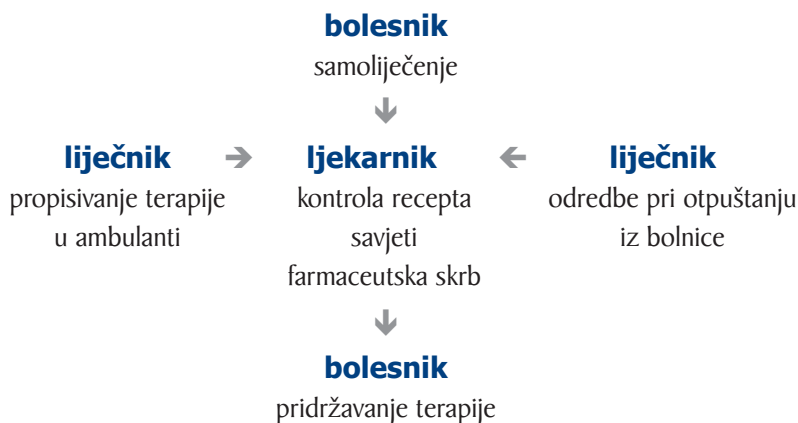 bolesnik
samoliječenje
liječnik
propisivanje terapije
u ambulanti
ljekarnik
kontrola recepta
savjeti
farmaceutska skrb
liječnik
odredbe pri otpuštanju
iz bolnice
bolesnik
pridržavanje terapije